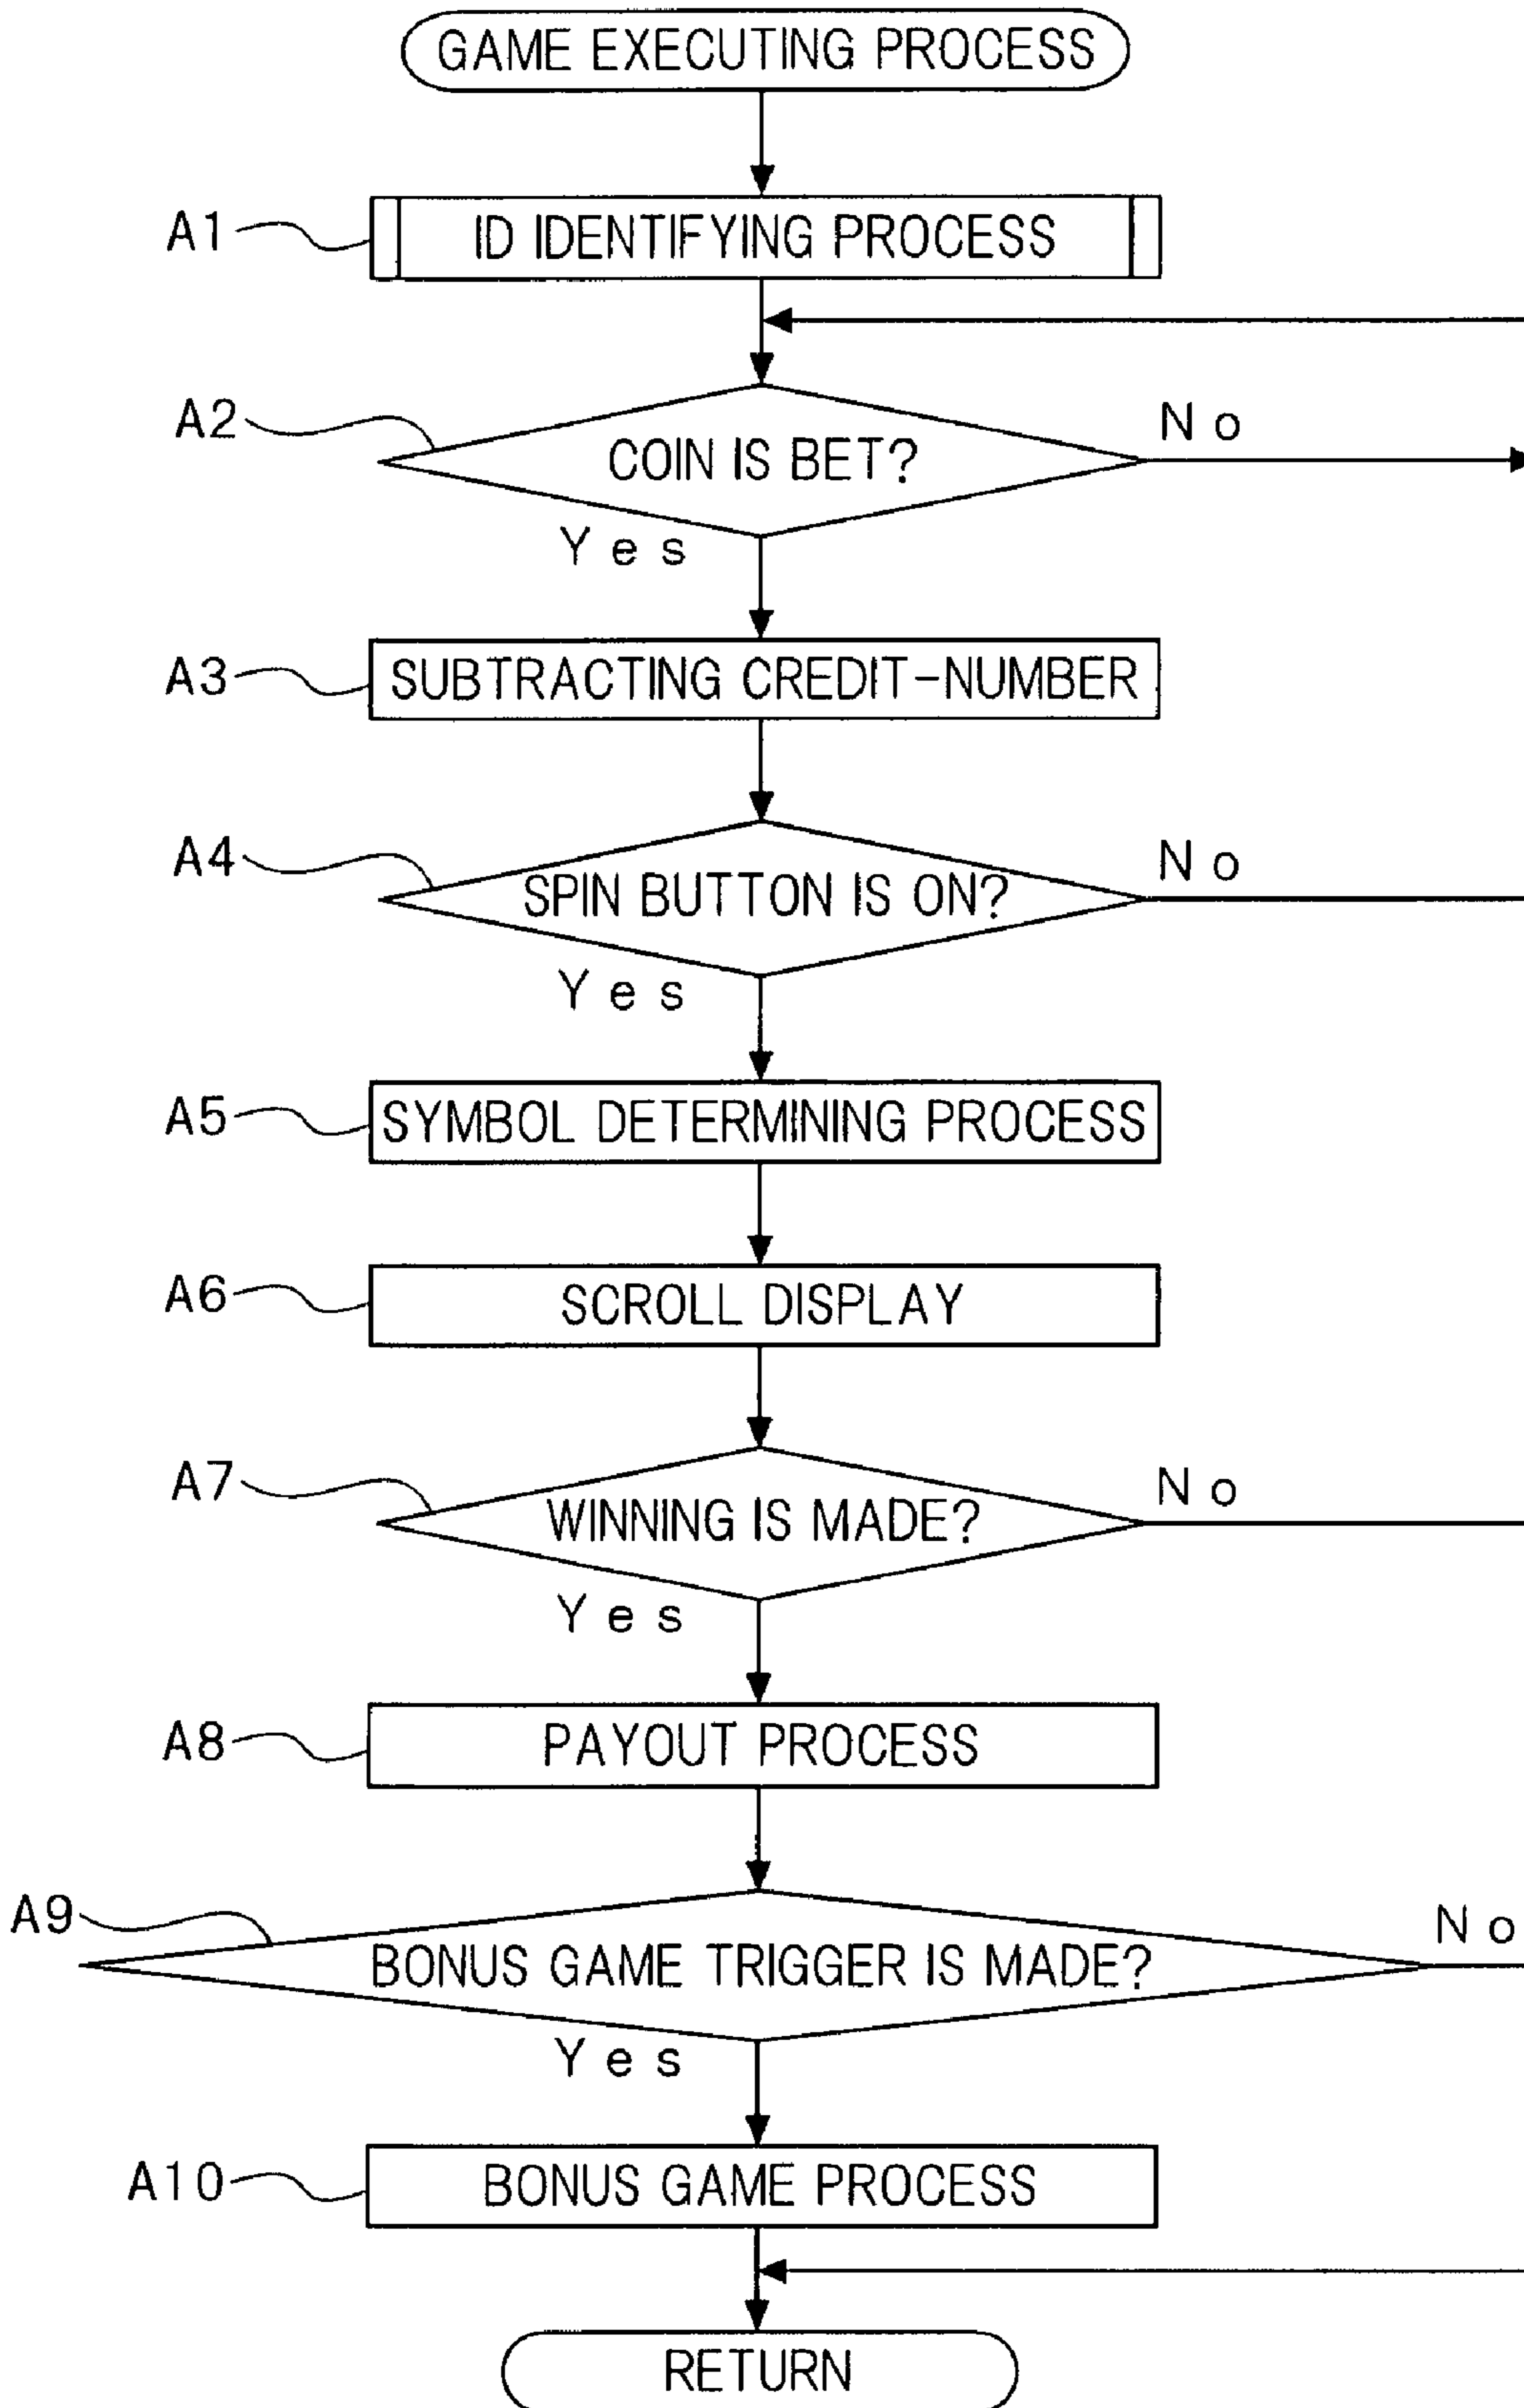 GAME EXECUTING PROCESS
A1
ID IDENTIFYING PROCESS
A2
COIN IS BET?
No
Yes
A3
SUBTRACTING CREDIT-NUMBER
A4
SPIN BUTTON IS ON?
No
Yes
A5
SYMBOL DETERMINING PROCESS
A6
SCROLL DISPLAY
A7
WINNING IS MADE?
No
Yes
A8
PAYOUT PROCESS
A9
BONUS GAME TRIGGER IS MADE?
No
Yes
A10
BONUS GAME PROCESS
RETURN